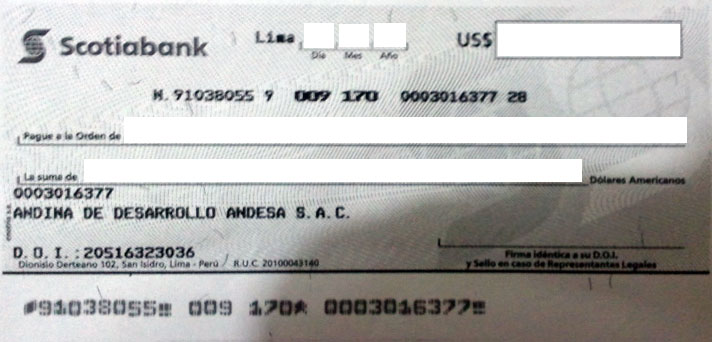 Scotiabank Lima, US$
Día Mes Año
N. 91038055 9 009 170 0003016377 28
Páguese a la Orden de
La suma de Dólares Americanos
0003016377
ANDINA DE DESARROLLO ANDESA S.A.C.
D.O.I.:20516323036
Dionisio Derteano 102, San Isidro, Lima - Perú / R.U.C. 20100043140
Firma idéntica a su D.O.I.
y Sello en caso de Representantes Legales
91038055 009 170 0003016377